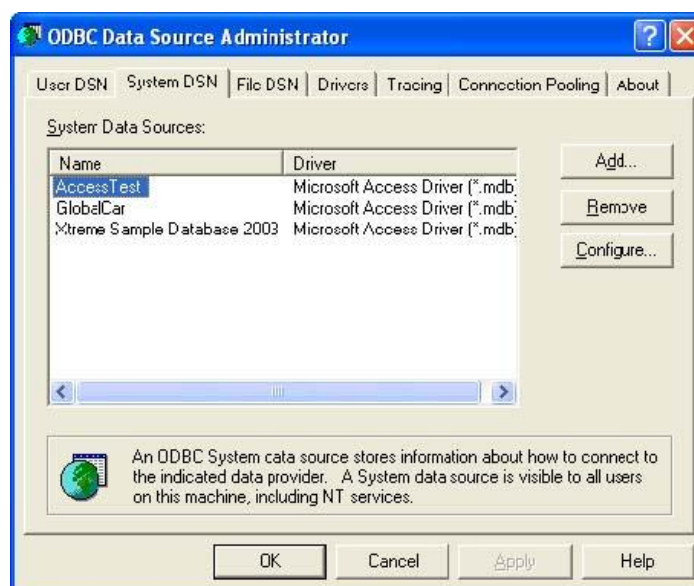 ODBC Data Source Administrator
User DSN System DSN File DSN Drivers Tracing Connection Pooling About
System Data Sources:
Name Driver
AccessTest Microsoft Access Driver (*.mdb)
GlobalCar Microsoft Access Driver (*.mdb)
Xtreme Sample Database 2003 Microsoft Access Driver (*.mdb)
Add...
Remove
Configure...
An ODBC System data source stores information about how to connect to
the indicated data provider. A System data source is visible to all users
on this machine, including NT services.
OK Cancel Apply Help